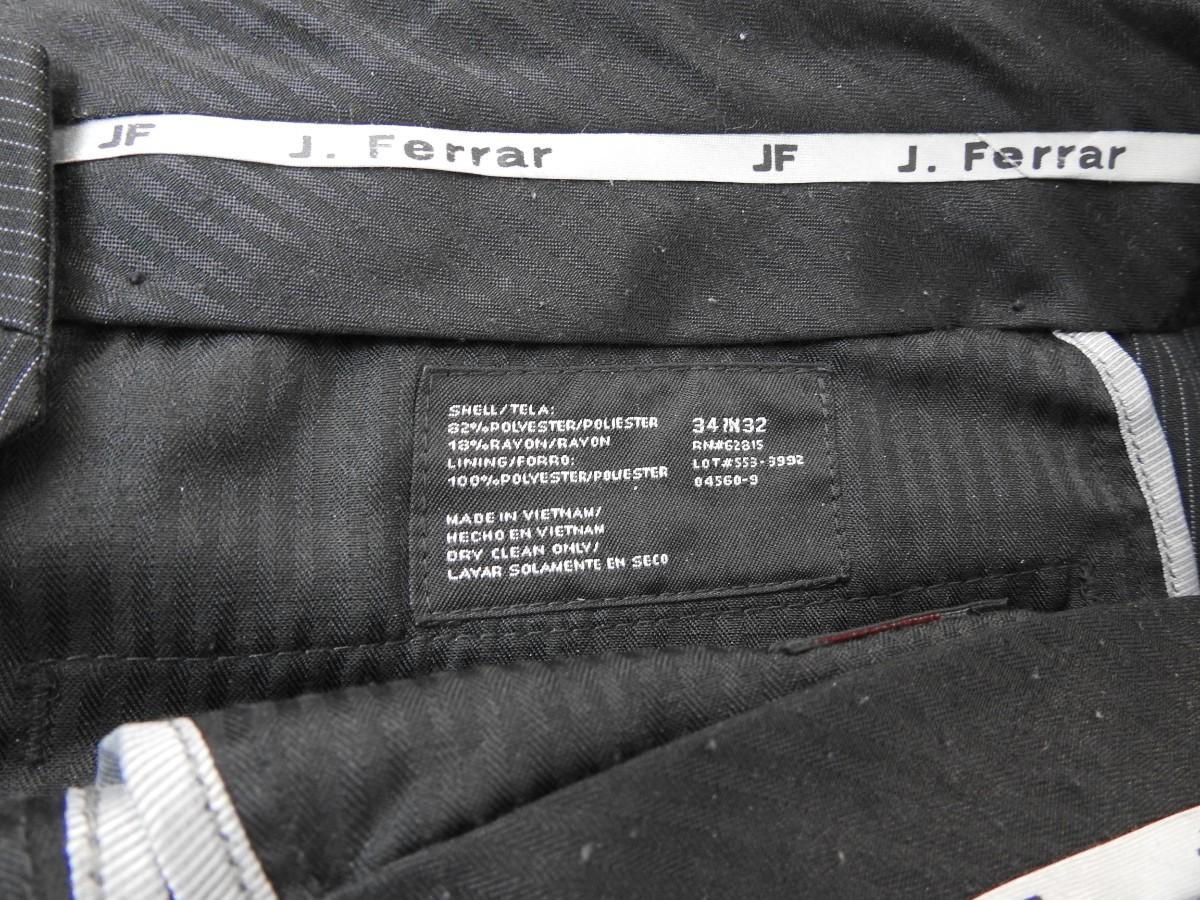 JF J. Ferrar JF J. Ferrar
SHELL/TELA:
82%POLYESTER/POLIESTER
18%RAYON/RAYON
LINING/FORRO:
100%POLYESTER/POLIESTER
MADE IN VIETNAM/
HECHO EN VIETNAM
DRY CLEAN ONLY/
LAVAR SOLAMENTE EN SECO
34 IN 32
RN#62815
LOT#553-3992
04560-9